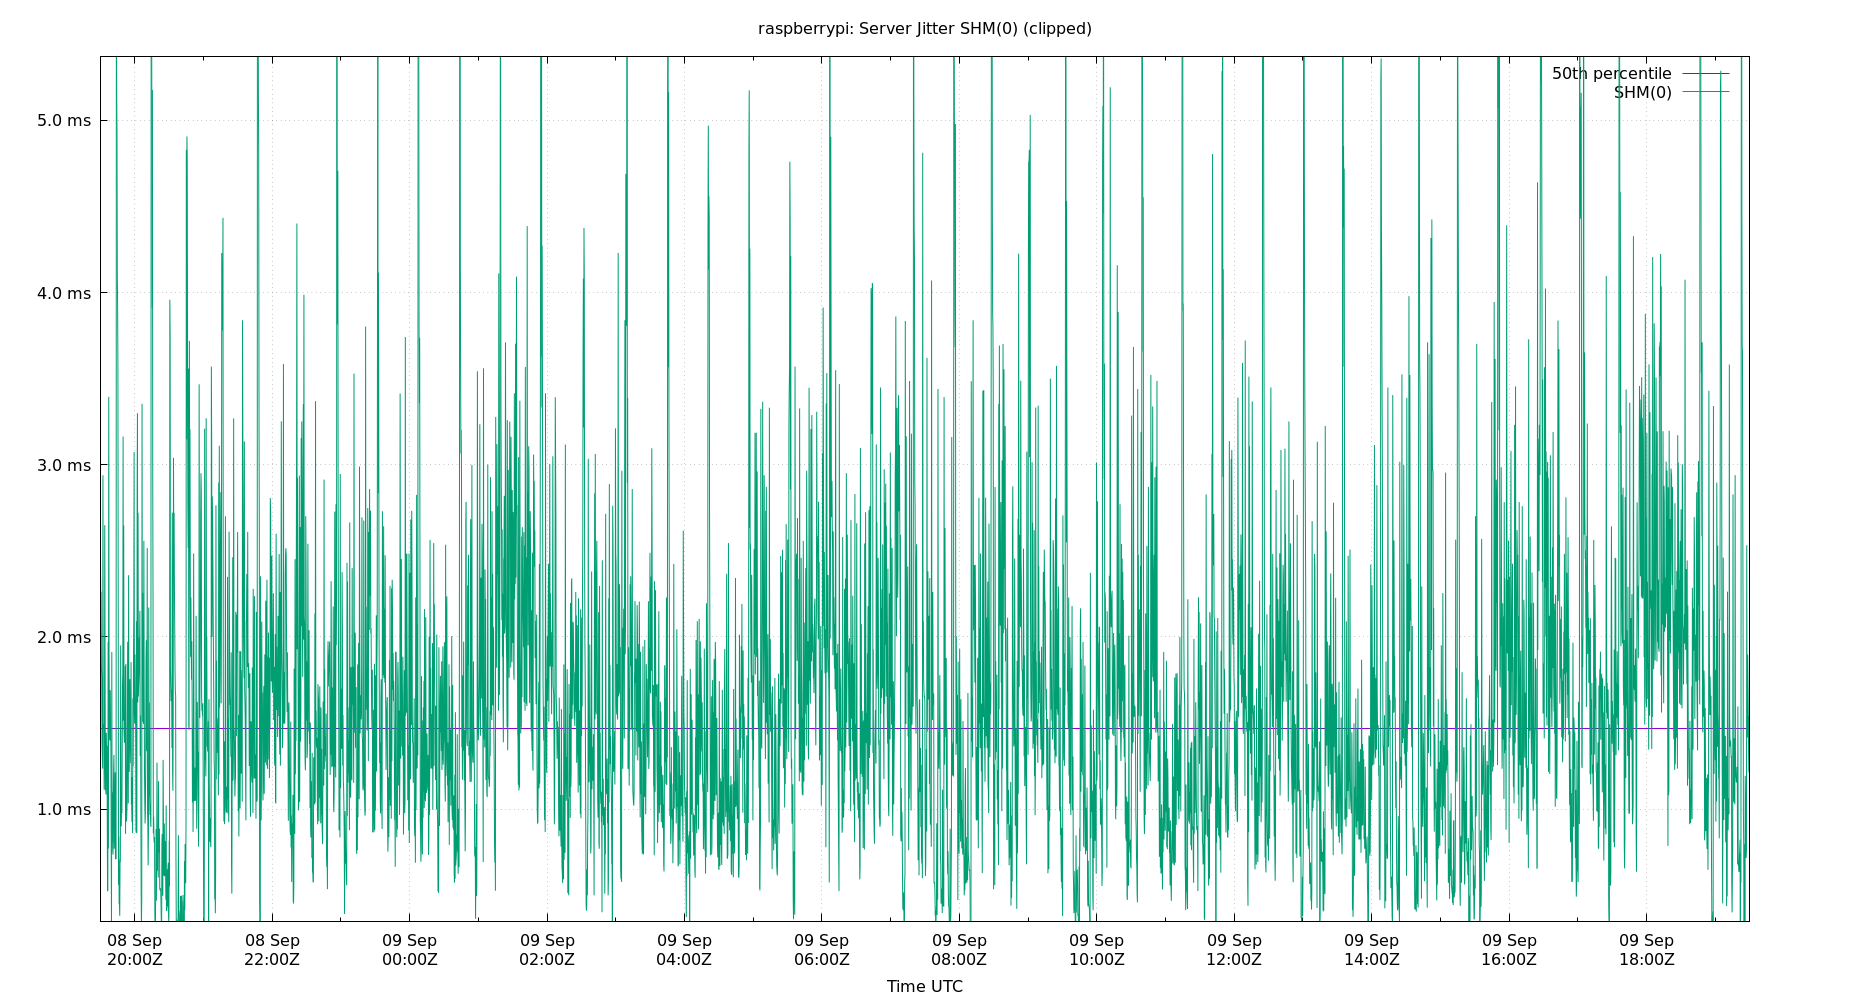 raspberrypi: Server Jitter SHM(0) (clipped)
50th percentile
SHM(0)
5.0 ms
4.0 ms
3.0 ms
2.0 ms
1.0 ms
08 Sep 08 Sep 09 Sep 09 Sep 09 Sep 09 Sep 09 Sep 09 Sep 09 Sep 09 Sep 09 Sep 09 Sep
20:00Z 22:00Z 00:00Z 02:00Z 04:00Z 06:00Z 08:00Z 10:00Z 12:00Z 14:00Z 16:00Z 18:00Z
Time UTC